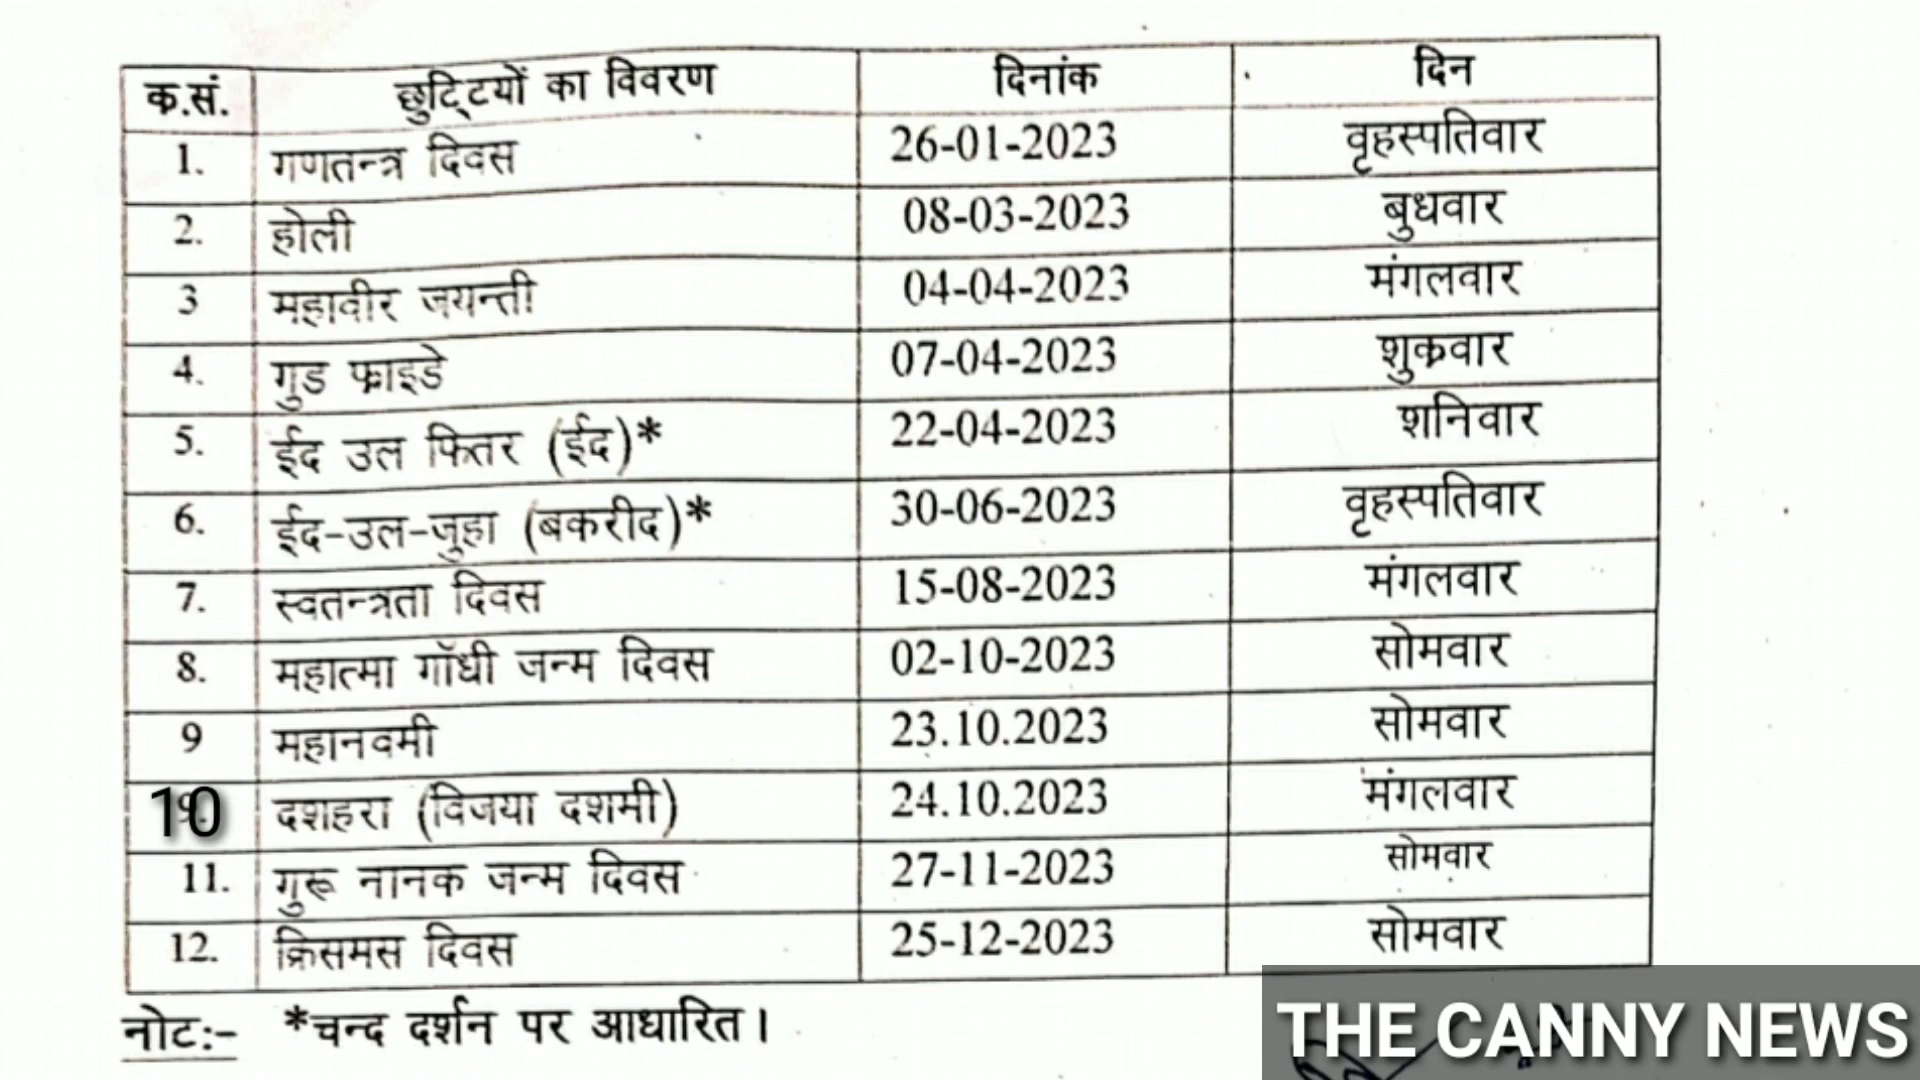 क.सं. छुट्टियों का विवरण दिनांक दिन
1. गणतन्त्र दिवस 26-01-2023 वृहस्पतिवार
2. होली 08-03-2023 बुधवार
3 महावीर जयन्ती 04-04-2023 मंगलवार
4. गुड फ्राइडे 07-04-2023 शुक्रवार
5. ईद उल फितर (ईद)* 22-04-2023 शनिवार
6. ईद-उल-जुहा (बकरीद)* 30-06-2023 वृहस्पतिवार
7. स्वतन्त्रता दिवस 15-08-2023 मंगलवार
8. महात्मा गॉधी जन्म दिवस 02-10-2023 सोमवार
9 महानवमी 23.10.2023 सोमवार
10 दशहरा (विजया दशमी) 24.10.2023 मंगलवार
11. गुरू नानक जन्म दिवस 27-11-2023 सोमवार
12. क्रिसमस दिवस 25-12-2023 सोमवार
नोटः- *चन्द दर्शन पर आधारित।
THE CANNY NEWS